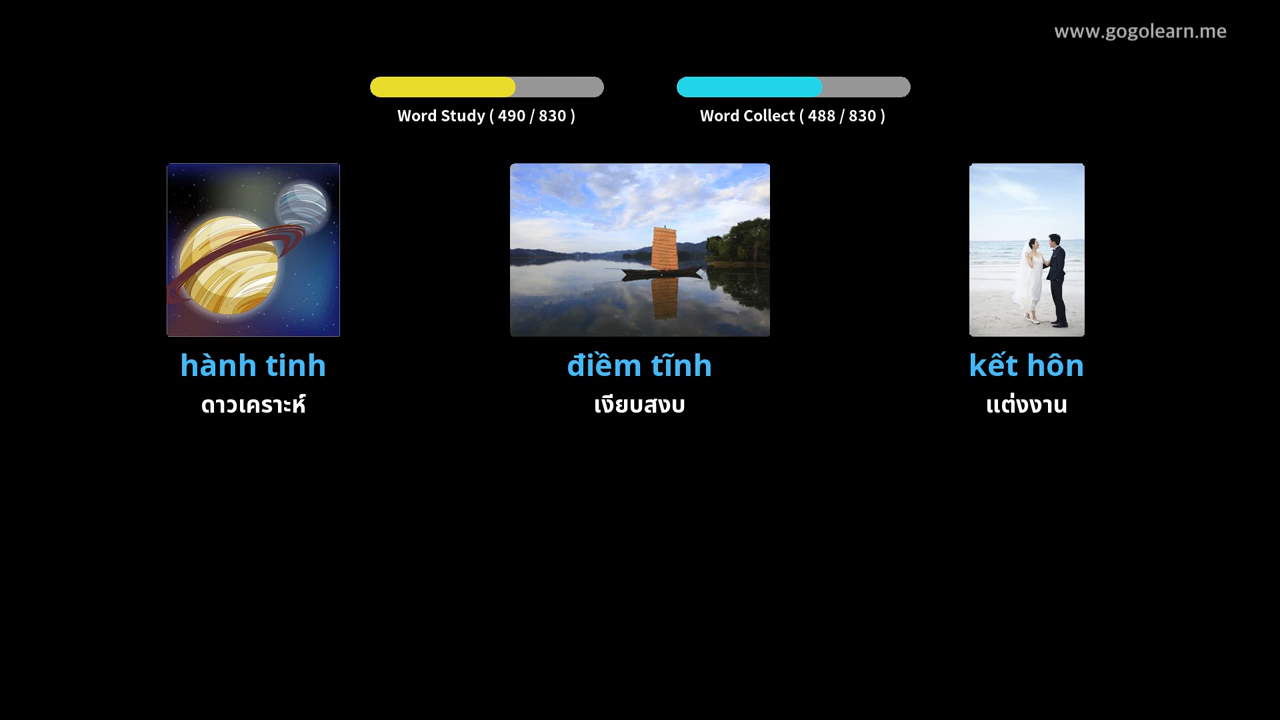 www.gogolearn.me
Word Study ( 490 / 830 )
Word Collect ( 488 / 830 )
hành tinh
ดาวเคราะห์
điềm tĩnh
เงียบสงบ
kết hôn
แต่งงาน